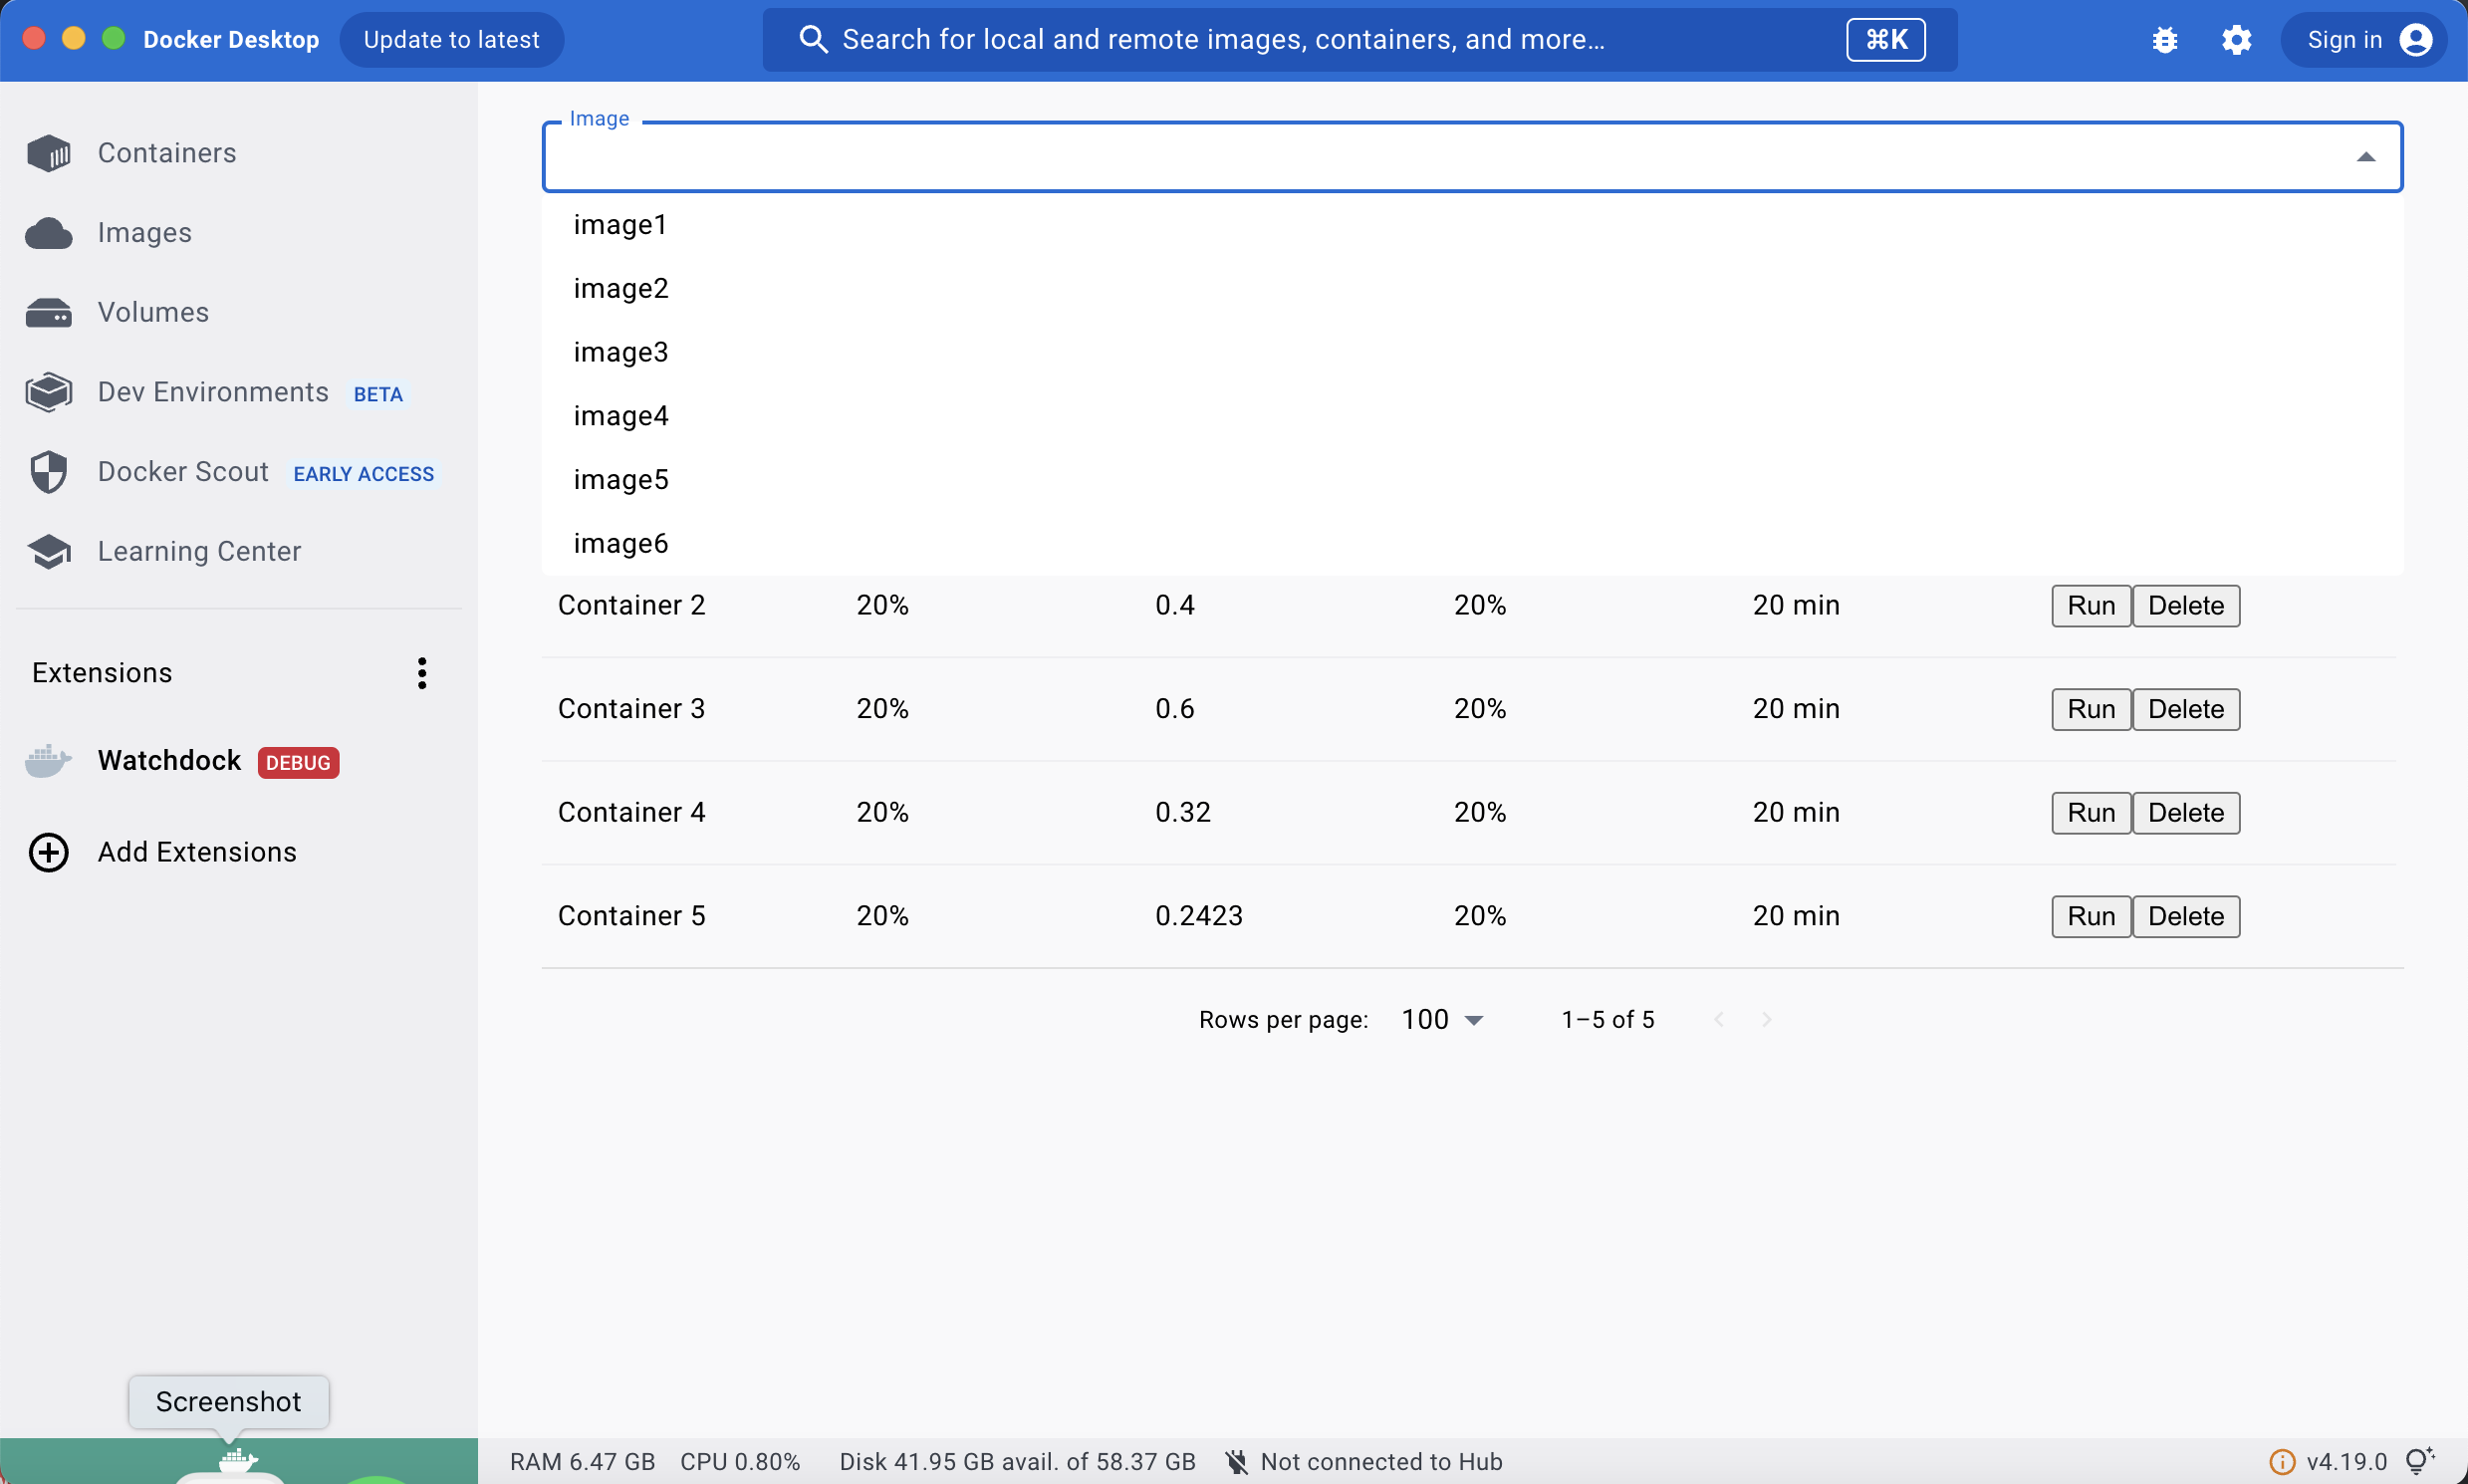 Docker Desktop Update to latest Search for local and remote images, containers, and more... ⌘K Sign in
Containers
Images
Volumes
Dev Environments BETA
Docker Scout EARLY ACCESS
Learning Center
Extensions
Watchdock DEBUG
Add Extensions
Screenshot
Image
image1
image2
image3
image4
image5
image6
Container 2 20% 0.4 20% 20 min Run Delete
Container 3 20% 0.6 20% 20 min Run Delete
Container 4 20% 0.32 20% 20 min Run Delete
Container 5 20% 0.2423 20% 20 min Run Delete
Rows per page: 100 1–5 of 5
RAM 6.47 GB CPU 0.80% Disk 41.95 GB avail. of 58.37 GB Not connected to Hub v4.19.0